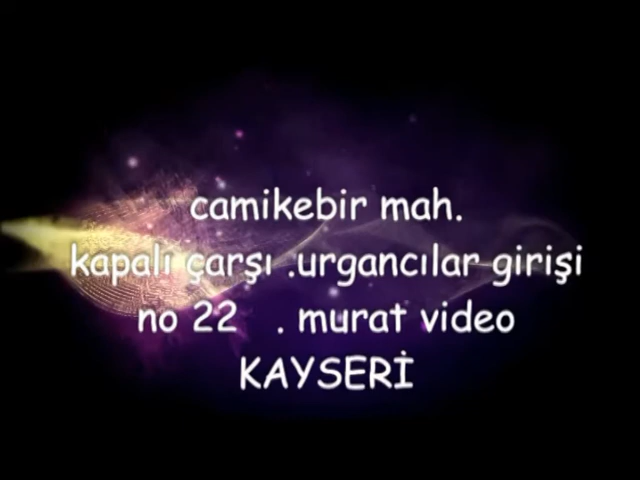 camikebir mah.
kapalı çarşı .urgancılar girişi
no 22 . murat video
KAYSERİ